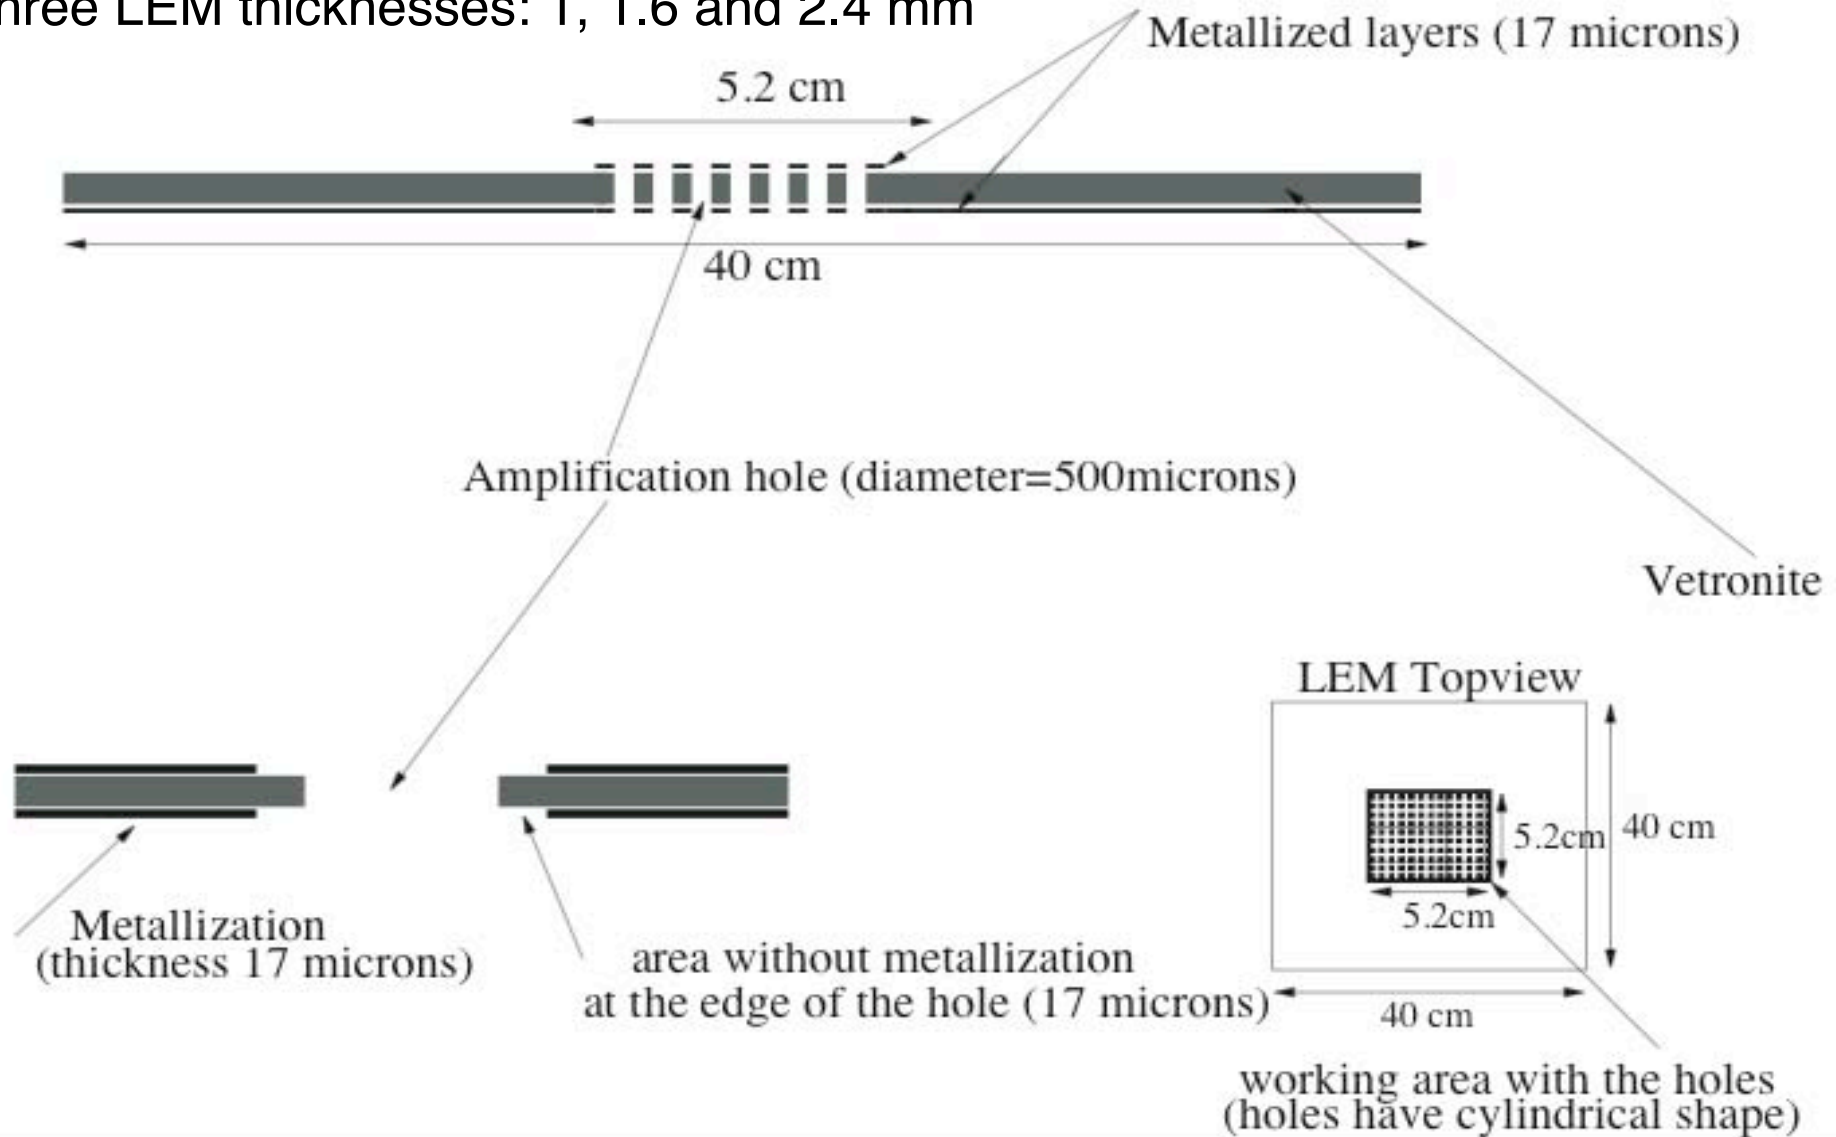 hree LEM thicknesses: 1, 1.6 and 2.4 mm
Metallized layers (17 microns)
5.2 cm
40 cm
Amplification hole (diameter=500microns)
Vetronite
LEM Topview
5.2cm
40 cm
5.2cm
Metallization
(thickness 17 microns)
area without metallization
at the edge of the hole (17 microns)
40 cm
working area with the holes
(holes have cylindrical shape)